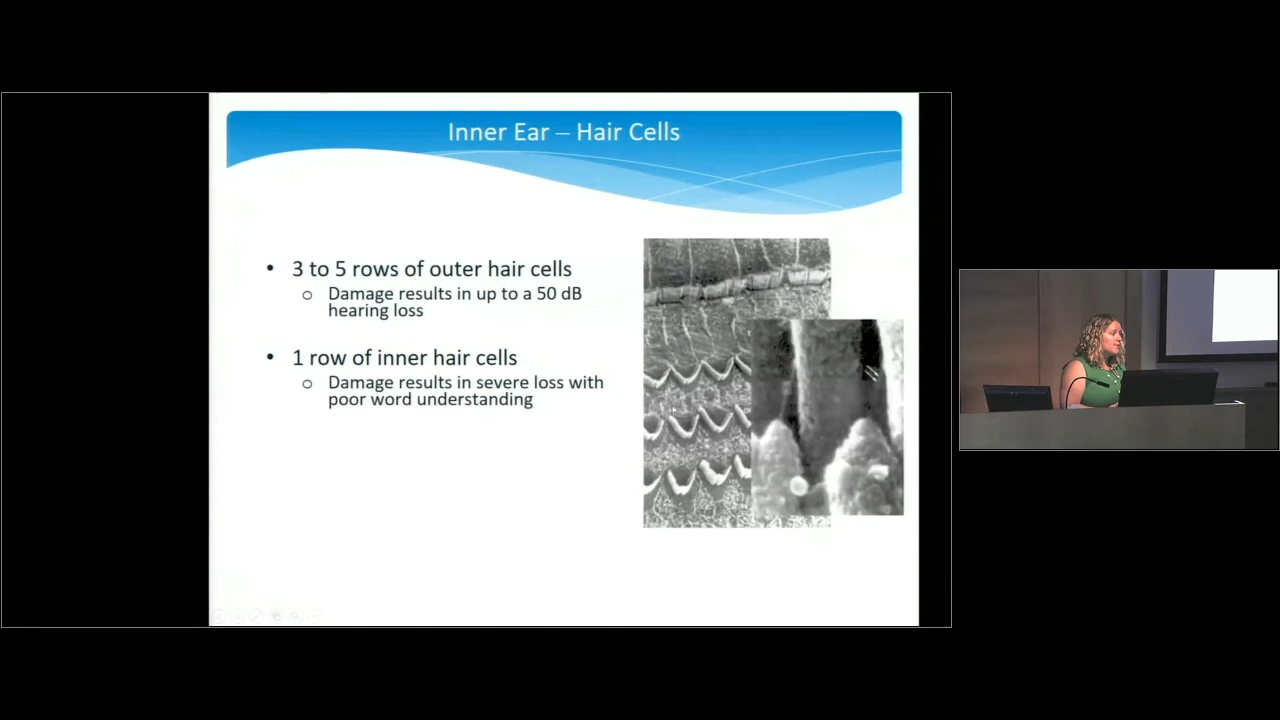 Inner Ear – Hair Cells
• 3 to 5 rows of outer hair cells
o Damage results in up to a 50 dB
hearing loss
• 1 row of inner hair cells
o Damage results in severe loss with
poor word understanding